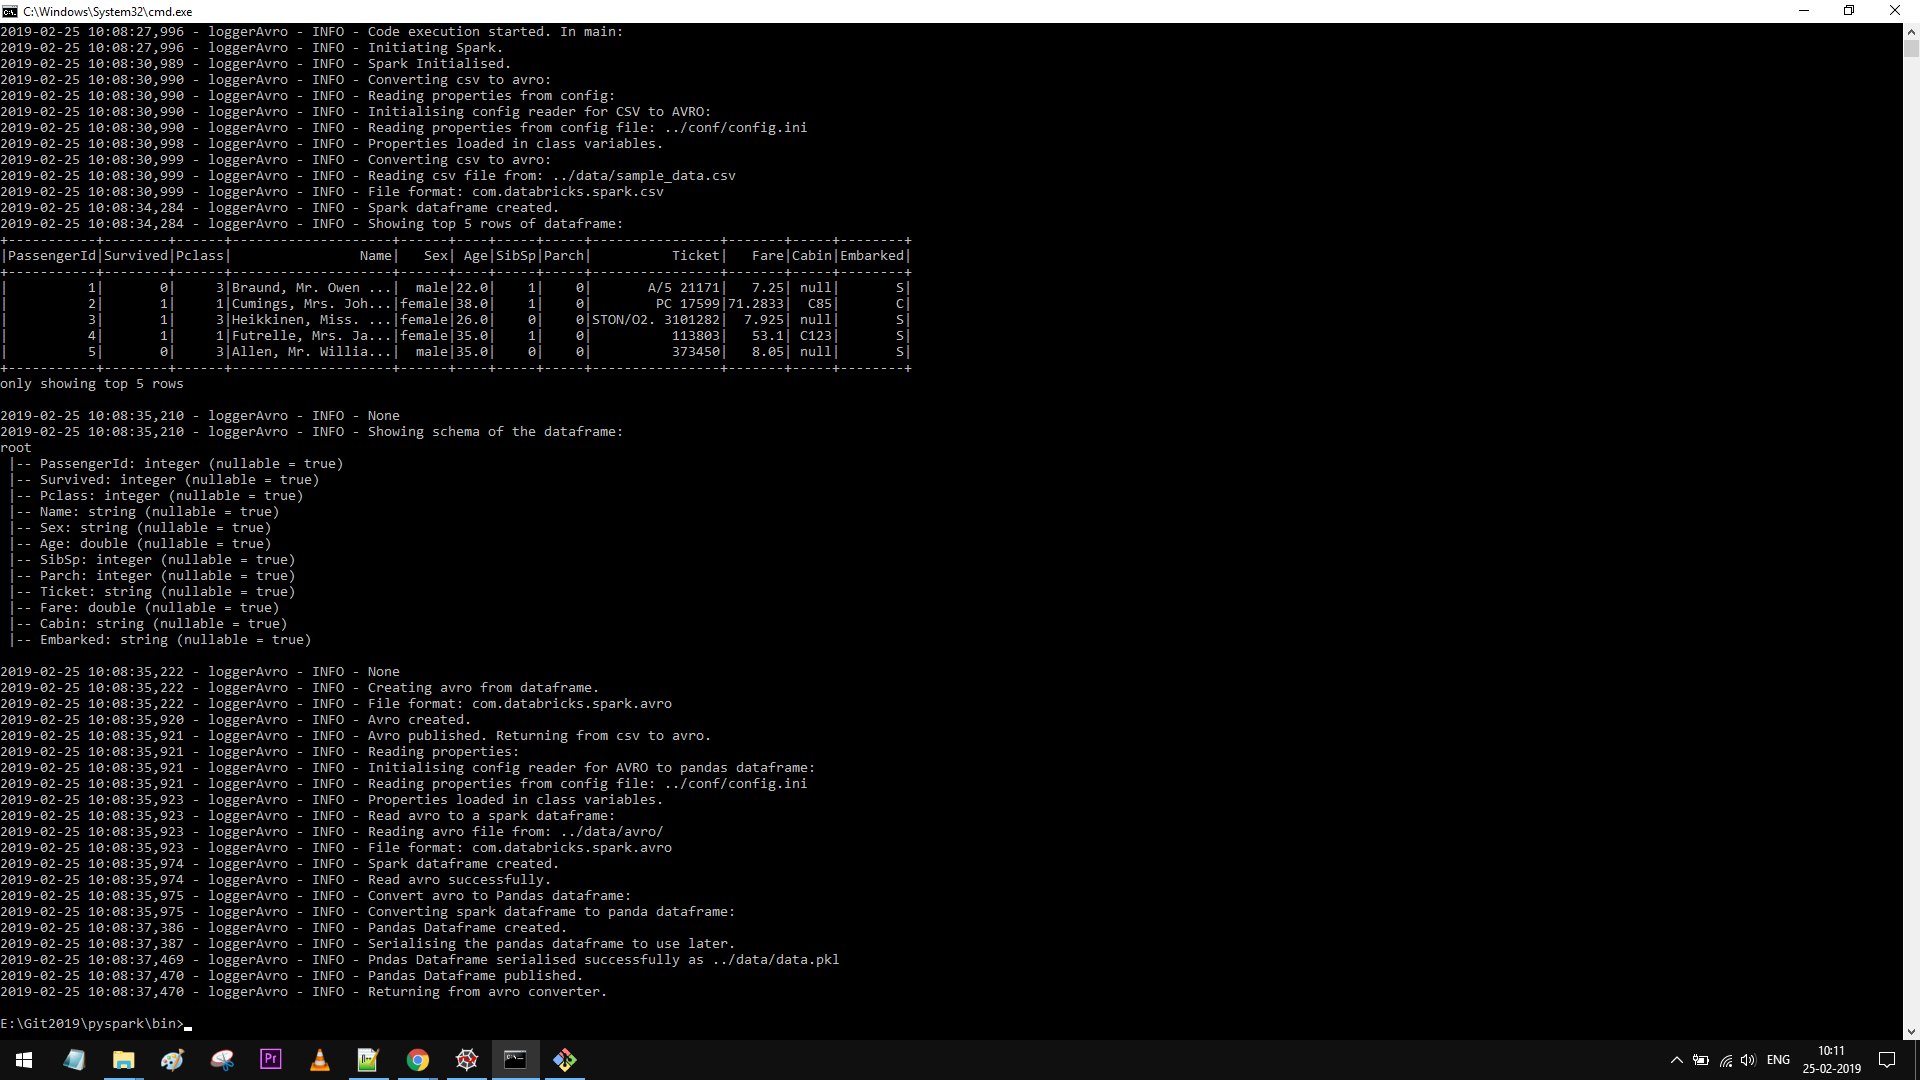 C:\Windows\System32\cmd.exe
2019-02-25 10:08:27,996 - loggerAvro - INFO - Code execution started. In main:
2019-02-25 10:08:27,996 - loggerAvro - INFO - Initiating Spark.
2019-02-25 10:08:30,989 - loggerAvro - INFO - Spark Initialised.
2019-02-25 10:08:30,990 - loggerAvro - INFO - Converting csv to avro:
2019-02-25 10:08:30,990 - loggerAvro - INFO - Reading properties from config:
2019-02-25 10:08:30,990 - loggerAvro - INFO - Initialising config reader for CSV to AVRO:
2019-02-25 10:08:30,990 - loggerAvro - INFO - Reading properties from config file: ../conf/config.ini
2019-02-25 10:08:30,998 - loggerAvro - INFO - Properties loaded in class variables.
2019-02-25 10:08:30,999 - loggerAvro - INFO - Converting csv to avro:
2019-02-25 10:08:30,999 - loggerAvro - INFO - Reading csv file from: ../data/sample_data.csv
2019-02-25 10:08:30,999 - loggerAvro - INFO - File format: com.databricks.spark.csv
2019-02-25 10:08:34,284 - loggerAvro - INFO - Spark dataframe created.
2019-02-25 10:08:34,284 - loggerAvro - INFO - Showing top 5 rows of dataframe:
+-----------+--------+------+--------------------+------+----+-----+-----+----------------+-------+-----+--------+
|PassengerId|Survived|Pclass|                Name|   Sex| Age|SibSp|Parch|          Ticket|   Fare|Cabin|Embarked|
+-----------+--------+------+--------------------+------+----+-----+-----+----------------+-------+-----+--------+
|          1|       0|     3|Braund, Mr. Owen ...|  male|22.0|    1|    0|       A/5 21171|   7.25| null|       S|
|          2|       1|     1|Cumings, Mrs. Joh...|female|38.0|    1|    0|        PC 17599|71.2833|  C85|       C|
|          3|       1|     3|Heikkinen, Miss. ...|female|26.0|    0|    0|STON/O2. 3101282|  7.925| null|       S|
|          4|       1|     1|Futrelle, Mrs. Ja...|female|35.0|    1|    0|          113803|   53.1| C123|       S|
|          5|       0|     3|Allen, Mr. Willia...|  male|35.0|    0|    0|          373450|   8.05| null|       S|
+-----------+--------+------+--------------------+------+----+-----+-----+----------------+-------+-----+--------+
only showing top 5 rows
2019-02-25 10:08:35,210 - loggerAvro - INFO - None
2019-02-25 10:08:35,210 - loggerAvro - INFO - Showing schema of the dataframe:
root
 |-- PassengerId: integer (nullable = true)
 |-- Survived: integer (nullable = true)
 |-- Pclass: integer (nullable = true)
 |-- Name: string (nullable = true)
 |-- Sex: string (nullable = true)
 |-- Age: double (nullable = true)
 |-- SibSp: integer (nullable = true)
 |-- Parch: integer (nullable = true)
 |-- Ticket: string (nullable = true)
 |-- Fare: double (nullable = true)
 |-- Cabin: string (nullable = true)
 |-- Embarked: string (nullable = true)
2019-02-25 10:08:35,222 - loggerAvro - INFO - None
2019-02-25 10:08:35,222 - loggerAvro - INFO - Creating avro from dataframe.
2019-02-25 10:08:35,222 - loggerAvro - INFO - File format: com.databricks.spark.avro
2019-02-25 10:08:35,920 - loggerAvro - INFO - Avro created.
2019-02-25 10:08:35,921 - loggerAvro - INFO - Avro published. Returning from csv to avro.
2019-02-25 10:08:35,921 - loggerAvro - INFO - Reading properties:
2019-02-25 10:08:35,921 - loggerAvro - INFO - Initialising config reader for AVRO to pandas dataframe:
2019-02-25 10:08:35,921 - loggerAvro - INFO - Reading properties from config file: ../conf/config.ini
2019-02-25 10:08:35,923 - loggerAvro - INFO - Properties loaded in class variables.
2019-02-25 10:08:35,923 - loggerAvro - INFO - Read avro to a spark dataframe:
2019-02-25 10:08:35,923 - loggerAvro - INFO - Reading avro file from: ../data/avro/
2019-02-25 10:08:35,923 - loggerAvro - INFO - File format: com.databricks.spark.avro
2019-02-25 10:08:35,974 - loggerAvro - INFO - Spark dataframe created.
2019-02-25 10:08:35,974 - loggerAvro - INFO - Read avro successfully.
2019-02-25 10:08:35,975 - loggerAvro - INFO - Convert avro to Pandas dataframe:
2019-02-25 10:08:35,975 - loggerAvro - INFO - Converting spark dataframe to panda dataframe:
2019-02-25 10:08:37,386 - loggerAvro - INFO - Pandas Dataframe created.
2019-02-25 10:08:37,387 - loggerAvro - INFO - Serialising the pandas dataframe to use later.
2019-02-25 10:08:37,469 - loggerAvro - INFO - Pndas Dataframe serialised successfully as ../data/data.pkl
2019-02-25 10:08:37,470 - loggerAvro - INFO - Pandas Dataframe published.
2019-02-25 10:08:37,470 - loggerAvro - INFO - Returning from avro converter.
E:\Git2019\pyspark\bin>
Pr
ENG
10:11
25-02-2019